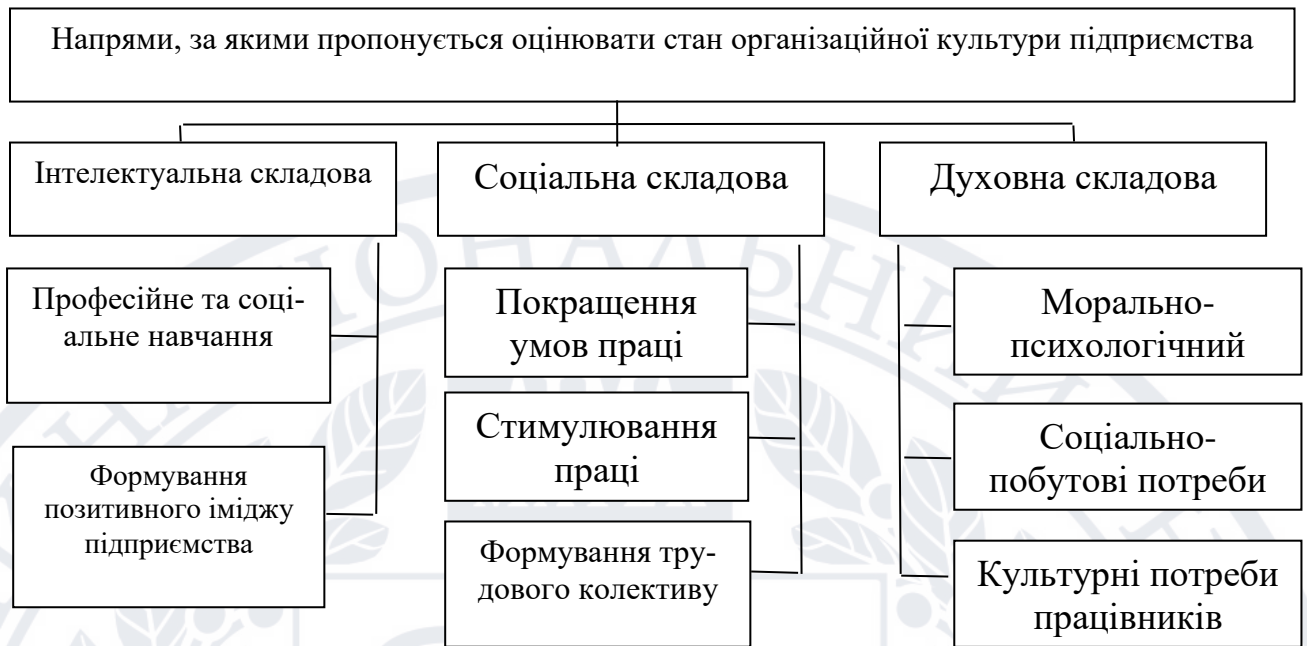 Напрями, за якими пропонується оцінювати стан організаційної культури підприємства
Інтелектуальна складова
Соціальна складова
Духовна складова
Професійне та соці-
альне навчання
Формування
позитивного іміджу
підприємства
Покращення
умов праці
Стимулювання
праці
Формування тру-
дового колективу
Морально-
психологічний
Соціально-
побутові потреби
Культурні потреби
працівників